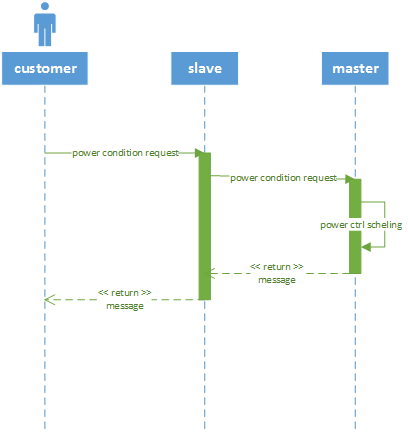 customer
slave
master
power condition request
power condition request
power ctrl scheling
<< return >>
message
<< return >>
message